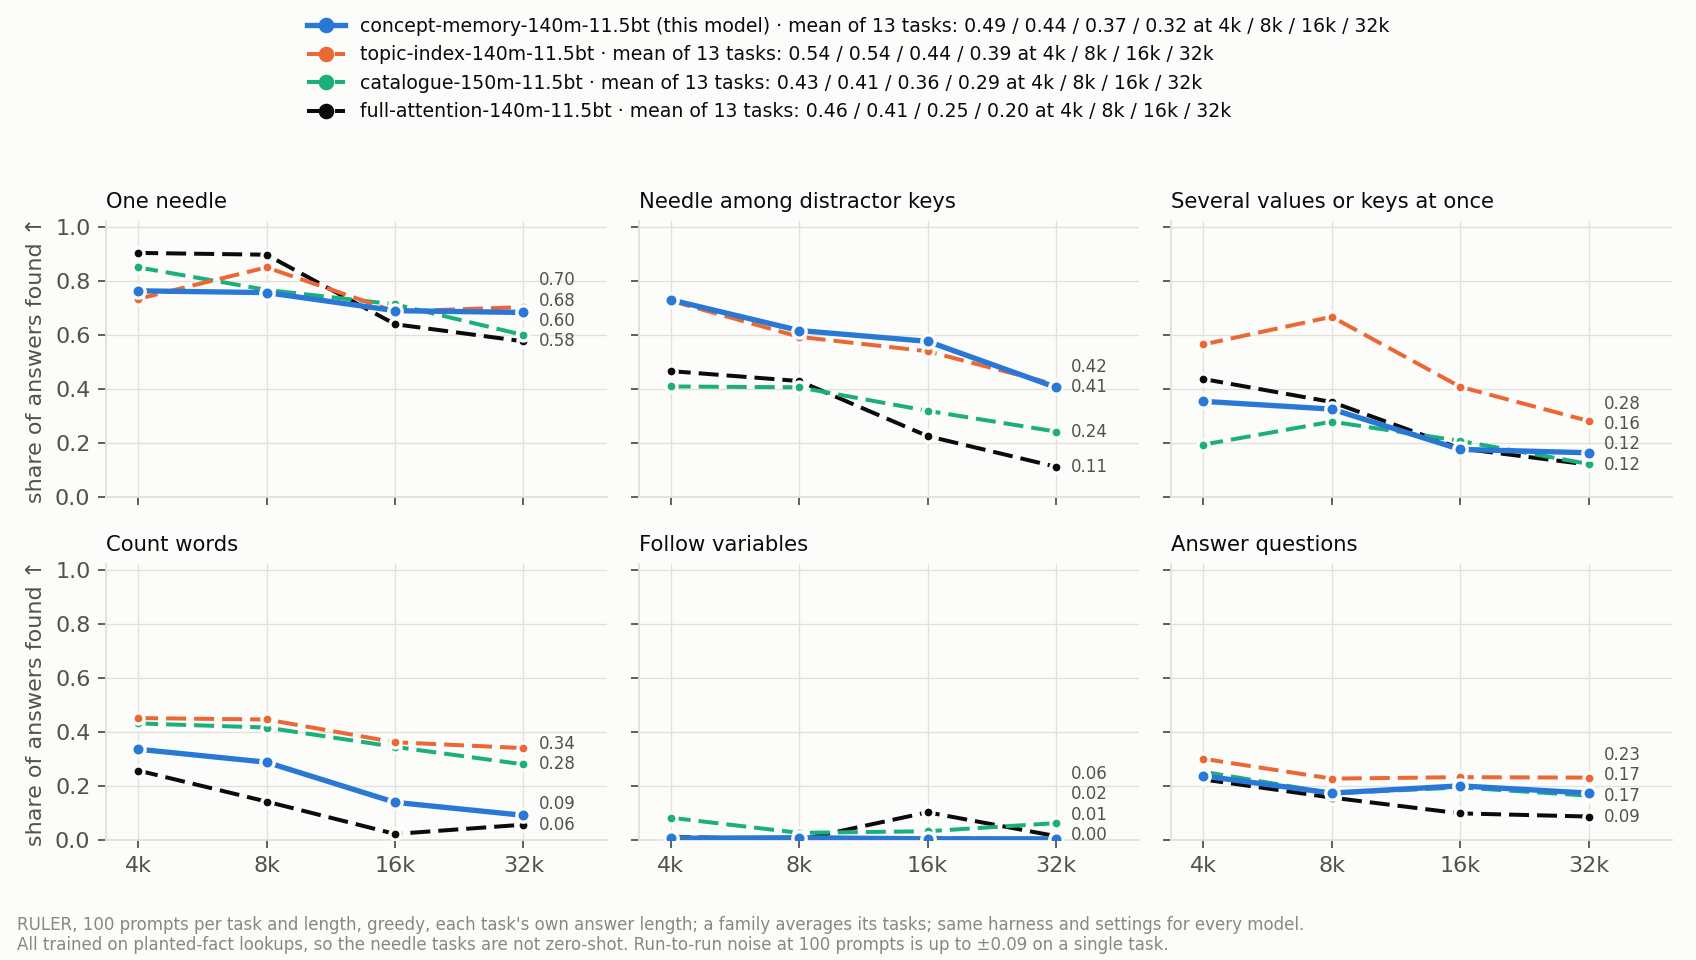 concept-memory-140m-11.5bt (this model) · mean of 13 tasks: 0.49 / 0.44 / 0.37 / 0.32 at 4k / 8k / 16k / 32k
topic-index-140m-11.5bt · mean of 13 tasks: 0.54 / 0.54 / 0.44 / 0.39 at 4k / 8k / 16k / 32k
catalogue-150m-11.5bt · mean of 13 tasks: 0.43 / 0.41 / 0.36 / 0.29 at 4k / 8k / 16k / 32k
full-attention-140m-11.5bt · mean of 13 tasks: 0.46 / 0.41 / 0.25 / 0.20 at 4k / 8k / 16k / 32k
One needle
share of answers found ↑
1.0
0.8
0.6
0.4
0.2
0.0
0.70
0.68
0.60
0.58
Needle among distractor keys
0.42
0.41
0.24
0.11
Several values or keys at once
0.28
0.16
0.12
0.12
Count words
share of answers found ↑
1.0
0.8
0.6
0.4
0.2
0.0
0.34
0.28
0.09
0.06
4k 8k 16k 32k
Follow variables
0.06
0.02
0.01
0.00
4k 8k 16k 32k
Answer questions
0.23
0.17
0.17
0.09
4k 8k 16k 32k
RULER, 100 prompts per task and length, greedy, each task's own answer length; a family averages its tasks; same harness and settings for every model.
All trained on planted-fact lookups, so the needle tasks are not zero-shot. Run-to-run noise at 100 prompts is up to ±0.09 on a single task.